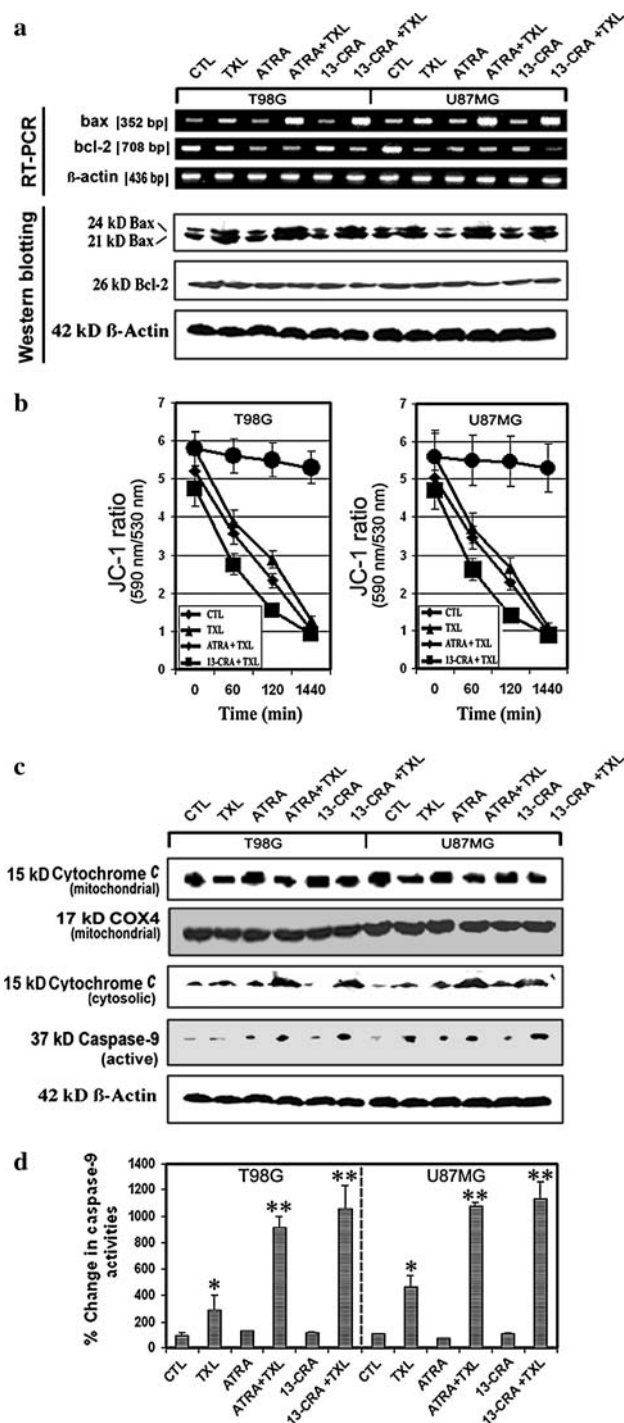 a
CTL TXL ATRA ATRA+TXL 13-CRA 13-CRA +TXL CTL TXL ATRA ATRA+TXL 13-CRA 13-CRA +TXL
T98G U87MG
RT-PCR
bax |352 bp|
bcl-2 |708 bp|
ß-actin |436 bp|
Western blotting
24 kD Bax
21 kD Bax
26 kD Bcl-2
42 kD ß-Actin
b
T98G
JC-1 ratio
(590 nm/530 nm)
7
6
5
4
3
2
1
0
CTL
TXL
ATRA+TXL
13-CRA+TXL
0 60 120 1440
Time (min)
U87MG
JC-1 ratio
(590 nm/530 nm)
7
6
5
4
3
2
1
0
CTL
TXL
ATRA+TXL
13-CRA+TXL
0 60 120 1440
Time (min)
c
CTL TXL ATRA ATRA+TXL 13-CRA 13-CRA +TXL CTL TXL ATRA ATRA+TXL 13-CRA 13-CRA +TXL
T98G U87MG
15 kD Cytochrome c
(mitochondrial)
17 kD COX4
(mitochondrial)
15 kD Cytochrome c
(cytosolic)
37 kD Caspase-9
(active)
42 kD ß-Actin
d
% Change in caspase-9
activities
1400
1200
1000
800
600
400
200
0
T98G U87MG
* ** ** * ** **
CTL TXL ATRA ATRA+TXL 13-CRA 13-CRA +TXL CTL TXL ATRA ATRA+TXL 13-CRA 13-CRA +TXL